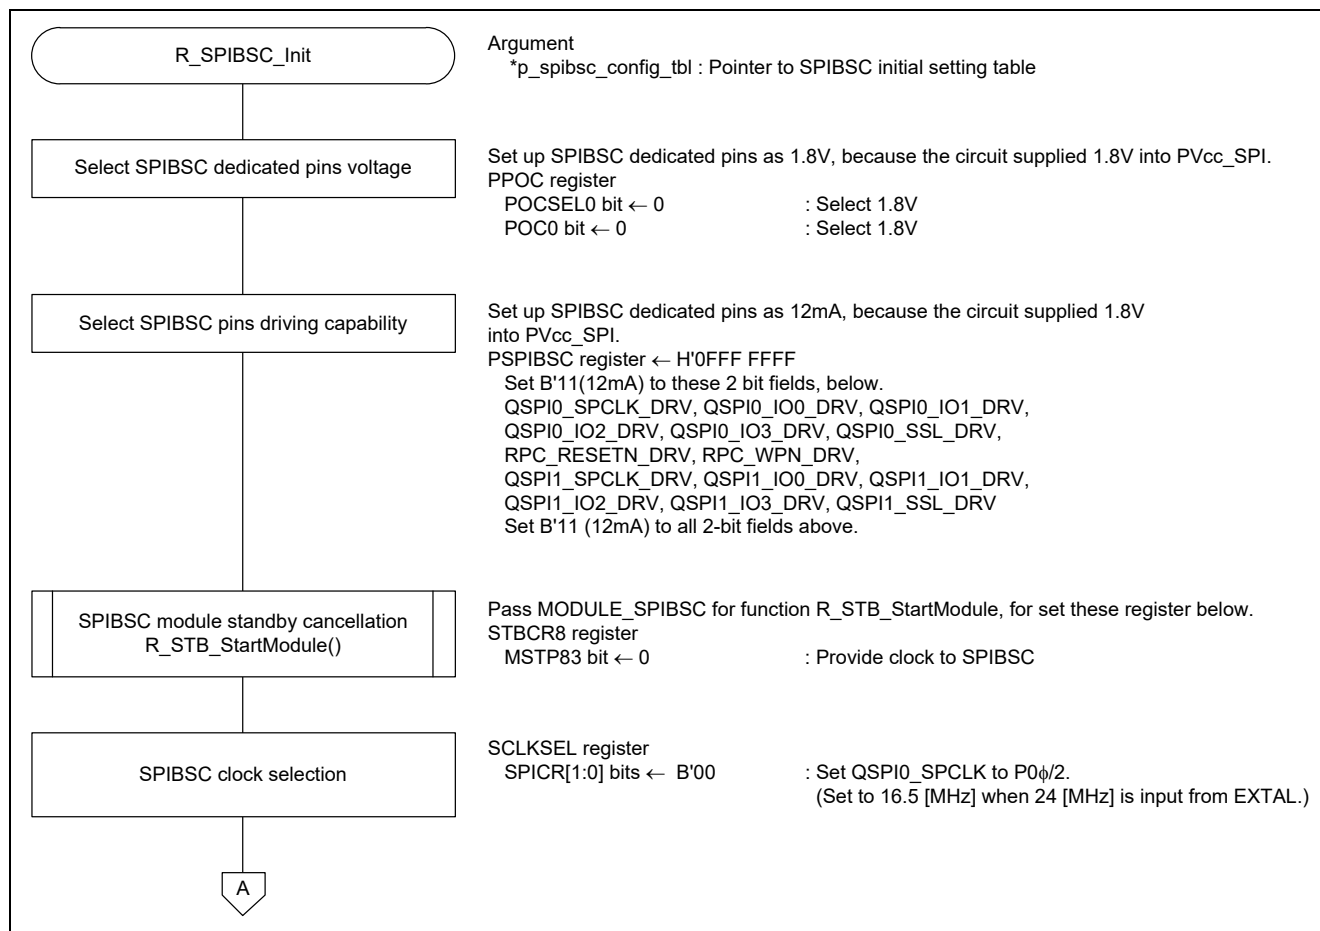 R_SPIBSC_Init
Argument
*p_spibsc_config_tbl : Pointer to SPIBSC initial setting table
Select SPIBSC dedicated pins voltage
Set up SPIBSC dedicated pins as 1.8V, because the circuit supplied 1.8V into PVcc_SPI.
PPOC register
POCSEL0 bit ← 0 : Select 1.8V
POC0 bit ← 0 : Select 1.8V
Select SPIBSC pins driving capability
Set up SPIBSC dedicated pins as 12mA, because the circuit supplied 1.8V
into PVcc_SPI.
PSPIBSC register ← H'0FFF FFFF
Set B'11(12mA) to these 2 bit fields, below.
QSPI0_SPCLK_DRV, QSPI0_IO0_DRV, QSPI0_IO1_DRV,
QSPI0_IO2_DRV, QSPI0_IO3_DRV, QSPI0_SSL_DRV,
RPC_RESETN_DRV, RPC_WPN_DRV,
QSPI1_SPCLK_DRV, QSPI1_IO0_DRV, QSPI1_IO1_DRV,
QSPI1_IO2_DRV, QSPI1_IO3_DRV, QSPI1_SSL_DRV
Set B'11 (12mA) to all 2-bit fields above.
SPIBSC module standby cancellation
R_STB_StartModule()
Pass MODULE_SPIBSC for function R_STB_StartModule, for set these register below.
STBCR8 register
MSTP83 bit ← 0 : Provide clock to SPIBSC
SPIBSC clock selection
SCLKSEL register
SPICR[1:0] bits ← B'00 : Set QSPI0_SPCLK to P0ϕ/2.
(Set to 16.5 [MHz] when 24 [MHz] is input from EXTAL.)
A